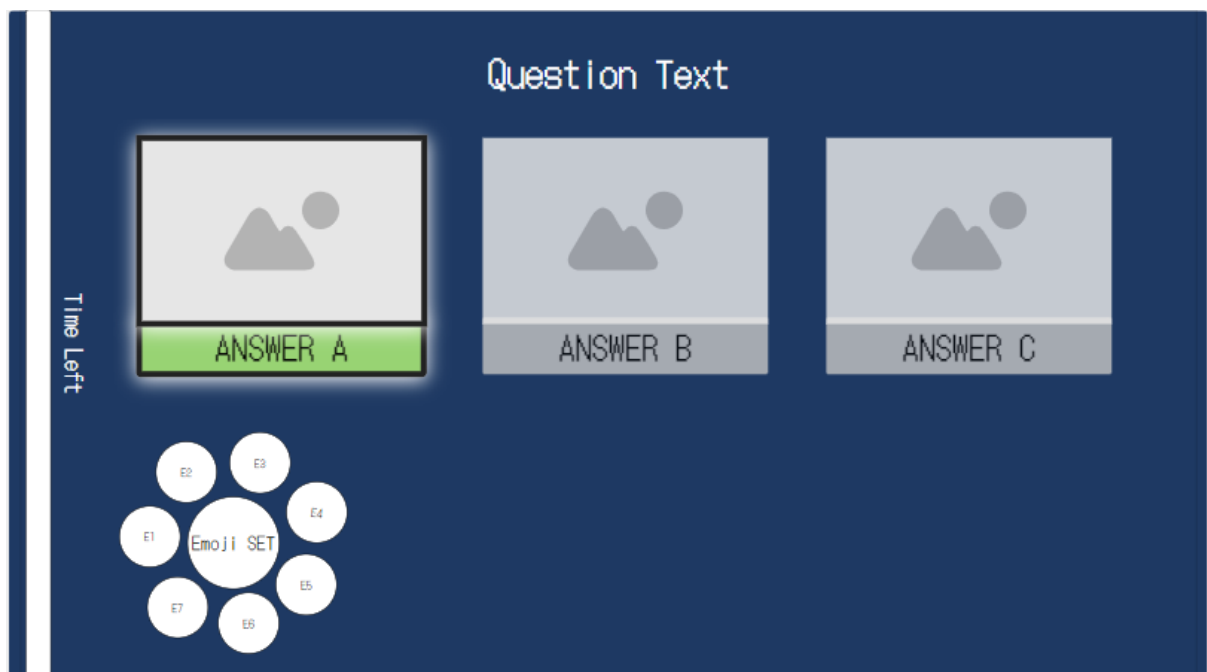 Question Text
ANSWER A
ANSWER B
ANSWER C
Time Left
E3
E2
E4
E1
Emoji SET
E5
E7
E6